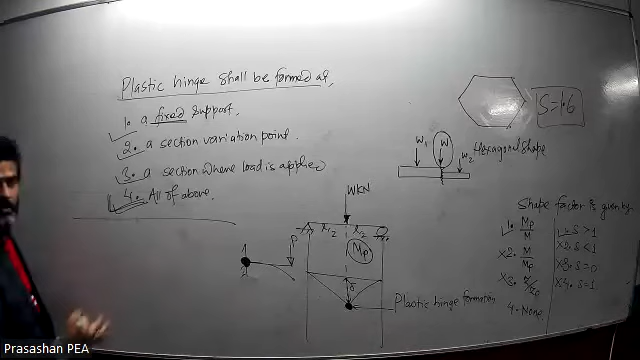 Plastic hinge shall be formed at,
1. a fixed support.
2. a section variation point.
3. a section where load is applied
4. All of above.
S=1.6
Hexagonal shape
W1
W
W2
WKN
P
Mp
δ
Plastic hinge formation
Shape factor is given by
1. Mp/M
×2. M/Mp
4. None.
1. S>1
×2. S<1
×3. S=0
×4. S=1
Prasashan PEA